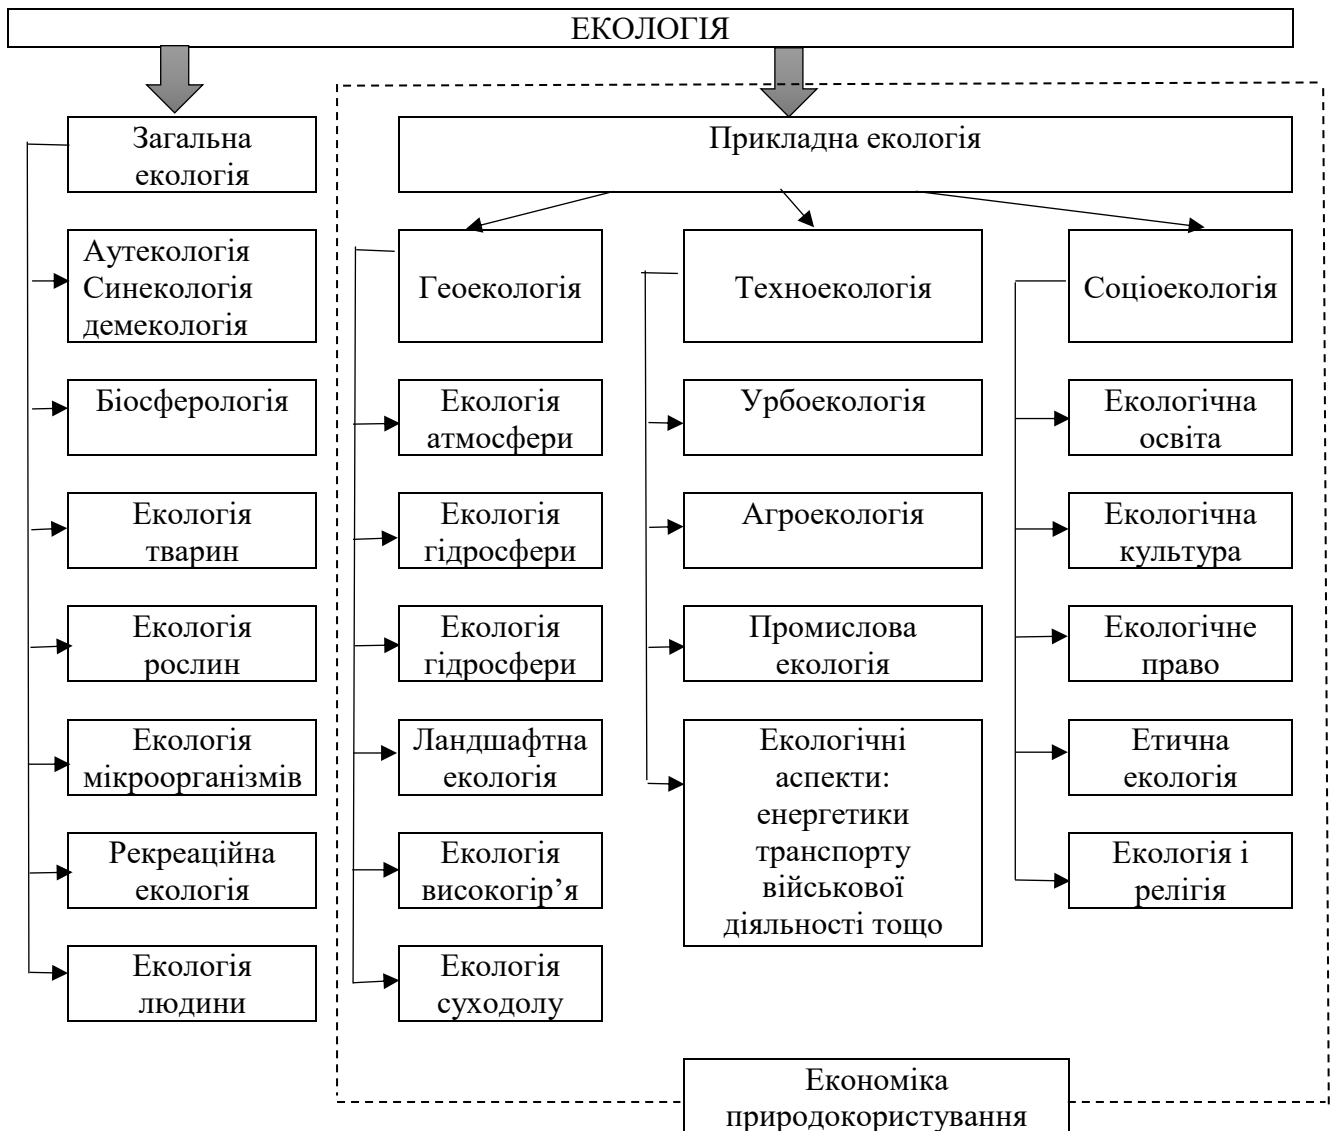 ЕКОЛОГІЯ
Загальна
екологія
Прикладна екологія
Аутекологія
Синекологія
демекологія
Геоекологія
Техноекологія
Соціоекологія
Біосферологія
Екологія
атмосфери
Урбоекологія
Екологічна
освіта
Екологія
тварин
Екологія
гідросфери
Агроекологія
Екологічна
культура
Екологія
рослин
Екологія
гідросфери
Промислова
екологія
Екологічне
право
Екологія
мікроорганізмів
Ландшафтна
екологія
Екологічні
аспекти:
енергетики
транспорту
військової
діяльності тощо
Етична
екологія
Рекреаційна
екологія
Екологія
високогір’я
Екологія і
релігія
Екологія
людини
Екологія
суходолу
Економіка
природокористування